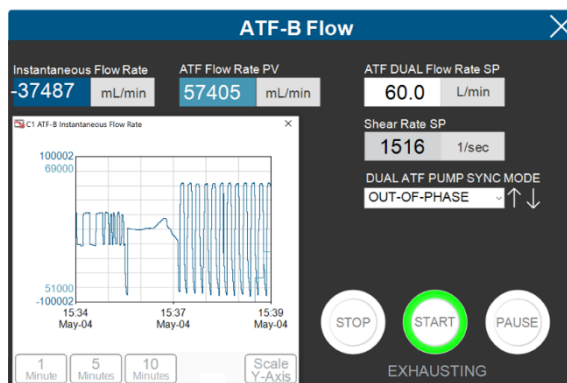 ATF-B Flow
Instantaneous Flow Rate
-37487 mL/min
ATF Flow Rate PV
57405 mL/min
ATF DUAL Flow Rate SP
60.0 L/min
Shear Rate SP
1516 1/sec
DUAL ATF PUMP SYNC MODE
OUT-OF-PHASE
C1 ATF-B Instantaneous Flow Rate
100002
69000
51000
-100002
15:34 15:37 15:39
May-04 May-04 May-04
1 Minute
5 Minutes
10 Minutes
Scale Y-Axis
STOP START PAUSE
EXHAUSTING